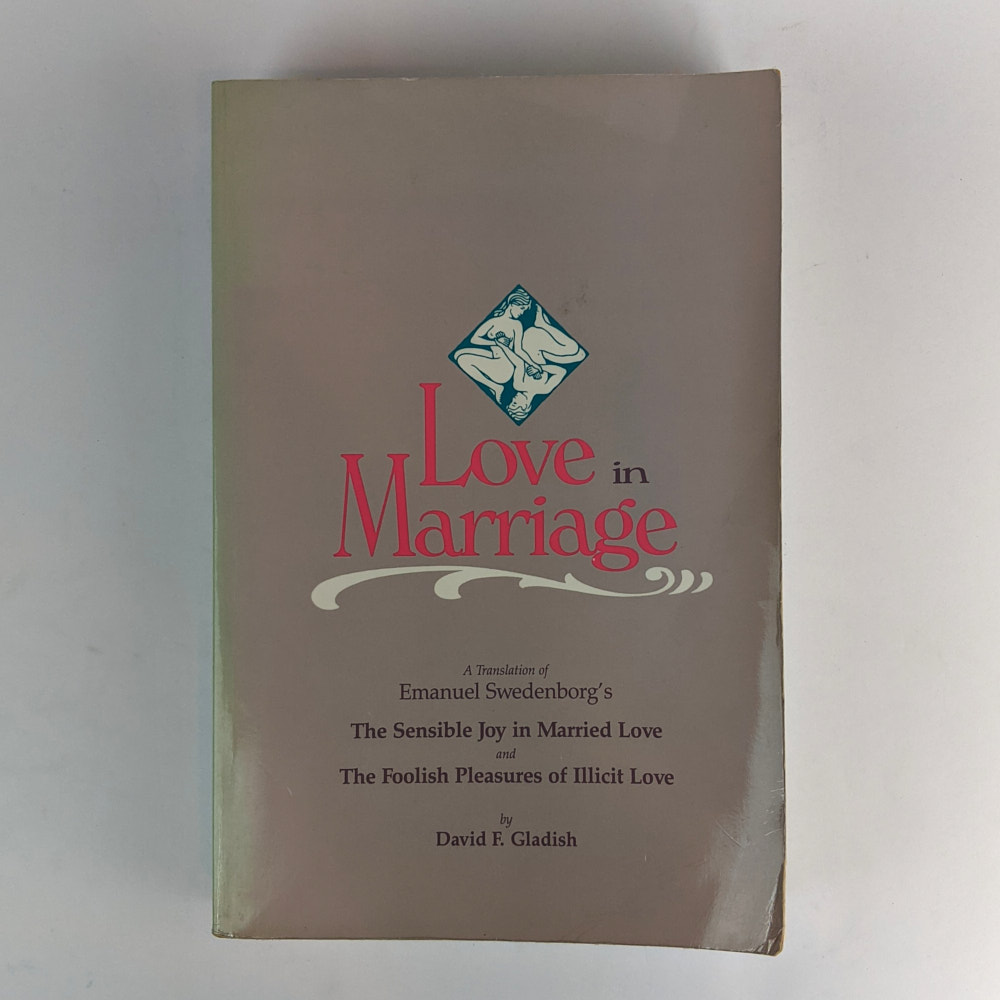 Love in
Marriage
A Translation of
Emanuel Swedenborg's
The Sensible Joy in Married Love
and
The Foolish Pleasures of Illicit Love
by
David F. Gladish